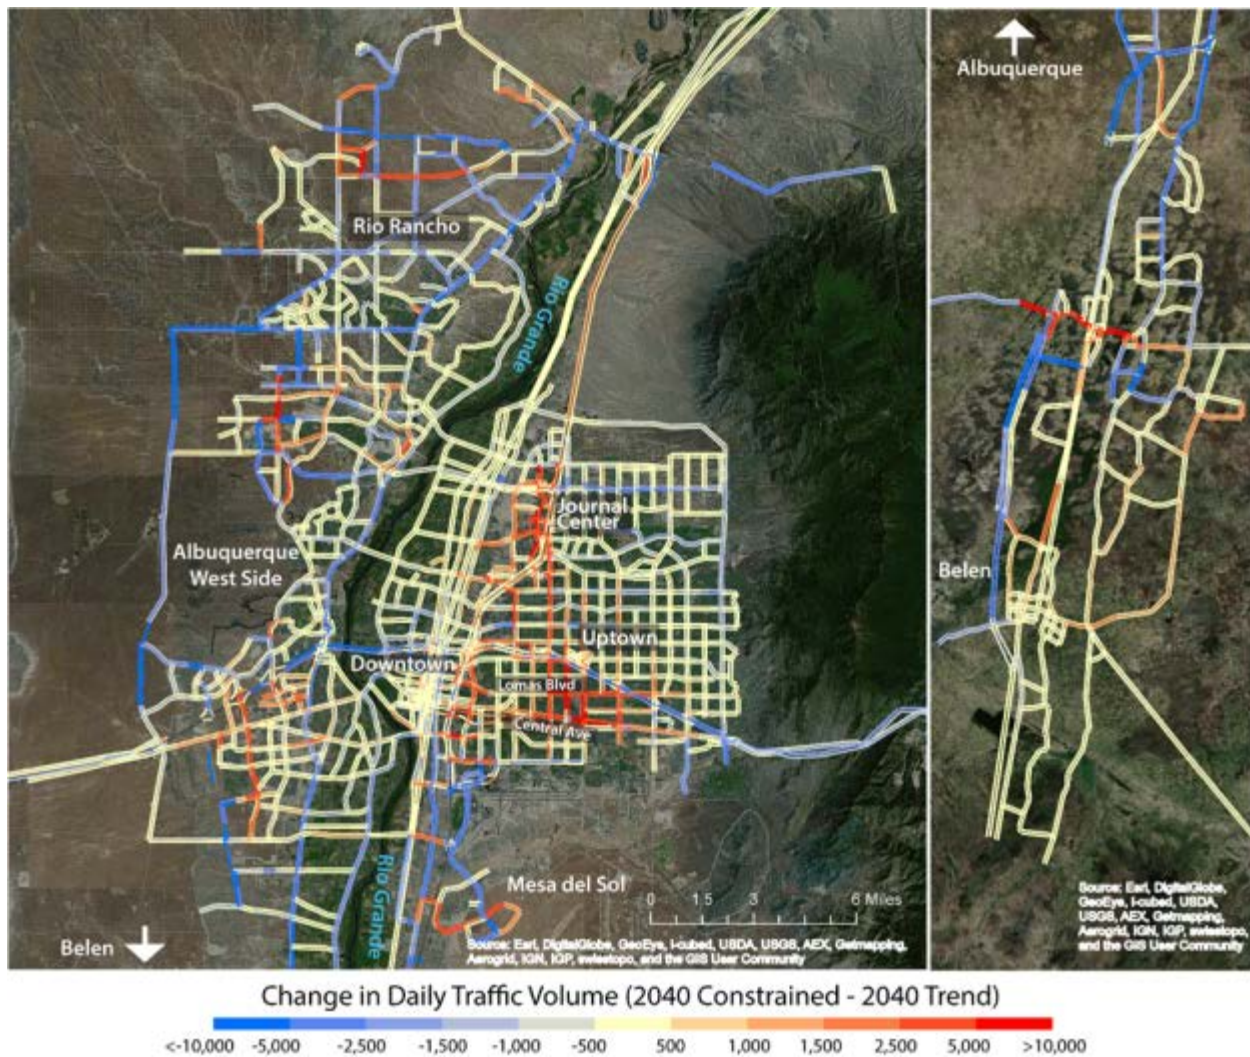 Albuquerque
Rio Rancho
Rio Grande
Journal
Center
Albuquerque
West Side
Uptown
Downtown
Lomas Blvd
Central Ave
Belen
Mesa del Sol
Rio Grande
0 1.5 3 6 Miles
Belen
Source: Esri, DigitalGlobe, GeoEye, i-cubed, USDA, USGS, AEX, Getmapping,
Aerogrid, IGN, IGP, swisstopo, and the GIS User Community
Source: Esri, DigitalGlobe,
GeoEye, i-cubed, USDA,
USGS, AEX, Getmapping,
Aerogrid, IGN, IGP, swisstopo,
and the GIS User Community
Change in Daily Traffic Volume (2040 Constrained - 2040 Trend)
<-10,000 -5,000 -2,500 -1,500 -1,000 -500 500 1,000 1,500 2,500 5,000 >10,000